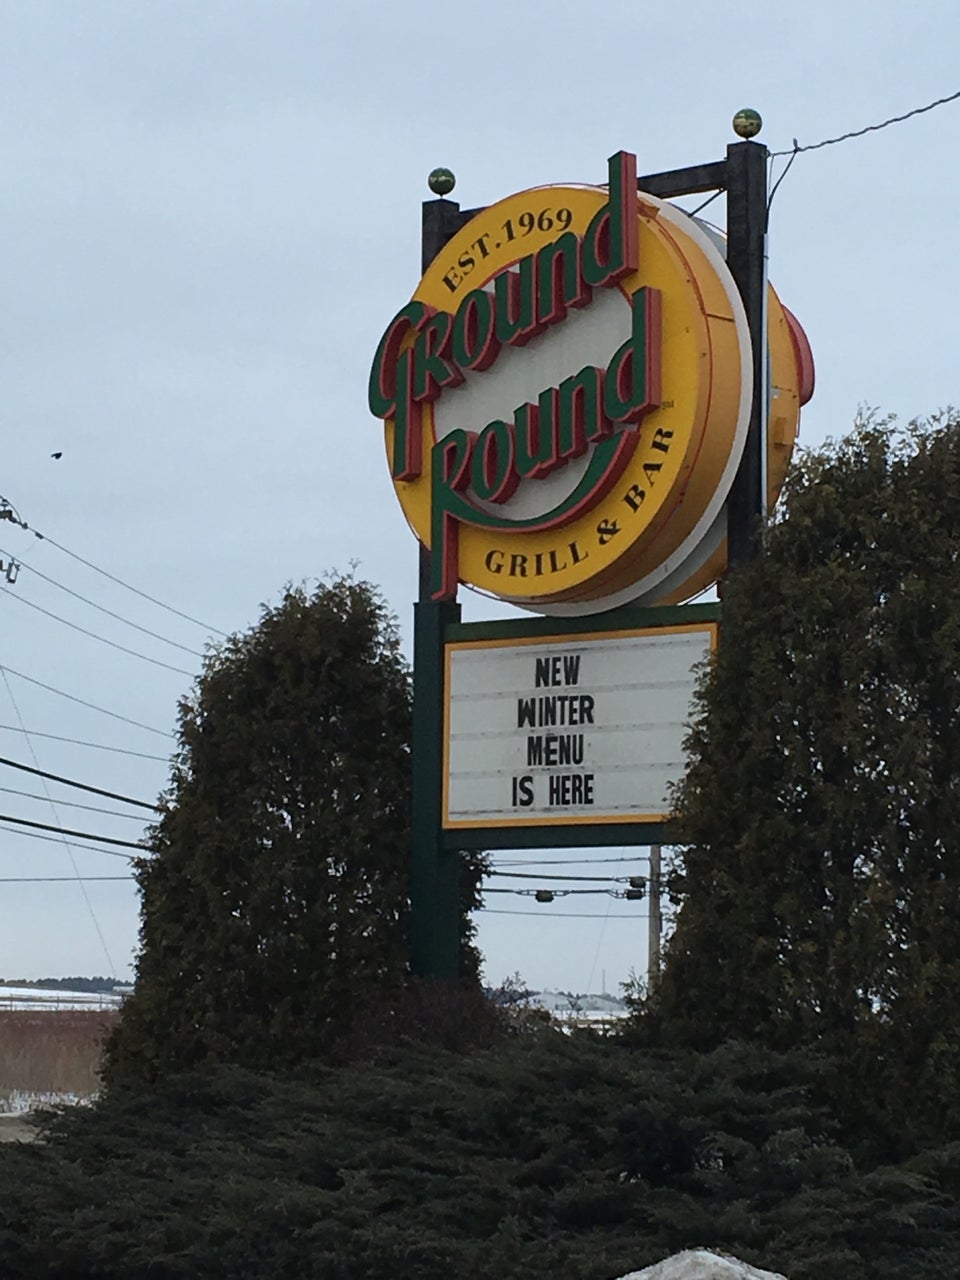 EST. 1969
Ground
Round
GRILL & BAR
NEW
WINTER
MENU
IS HERE